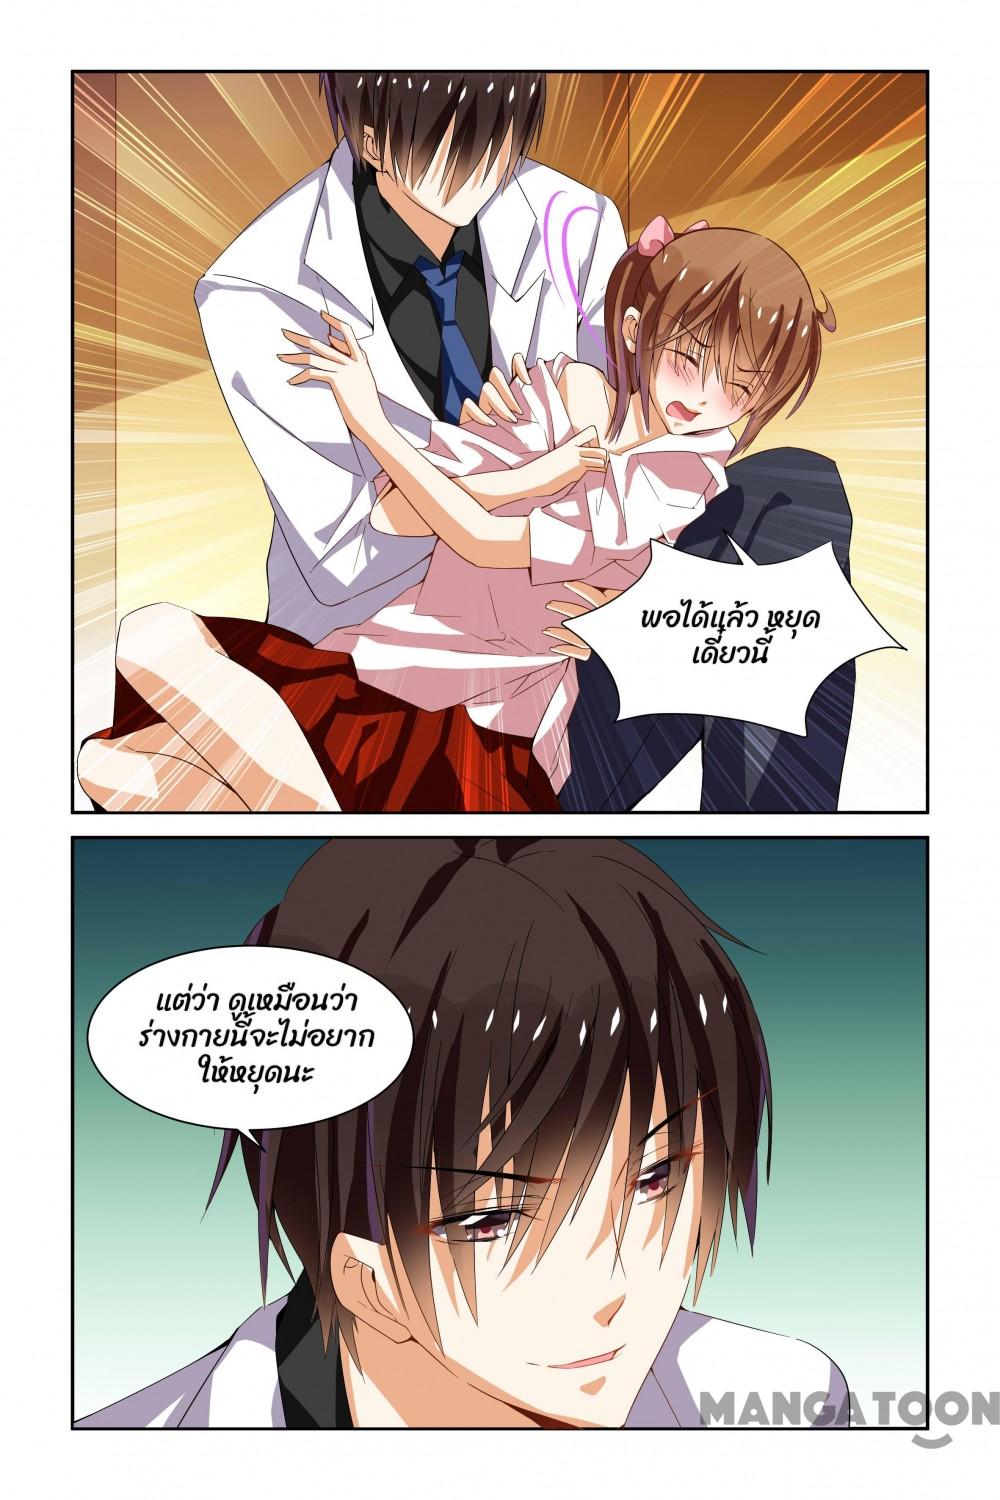 พอได้แล้ว หยุด
เดี๋ยวนี้
แต่ว่า ดูเหมือนว่า
ร่างกายนี้จะไม่อยาก
ให้หยุดนะ
MANGATOON